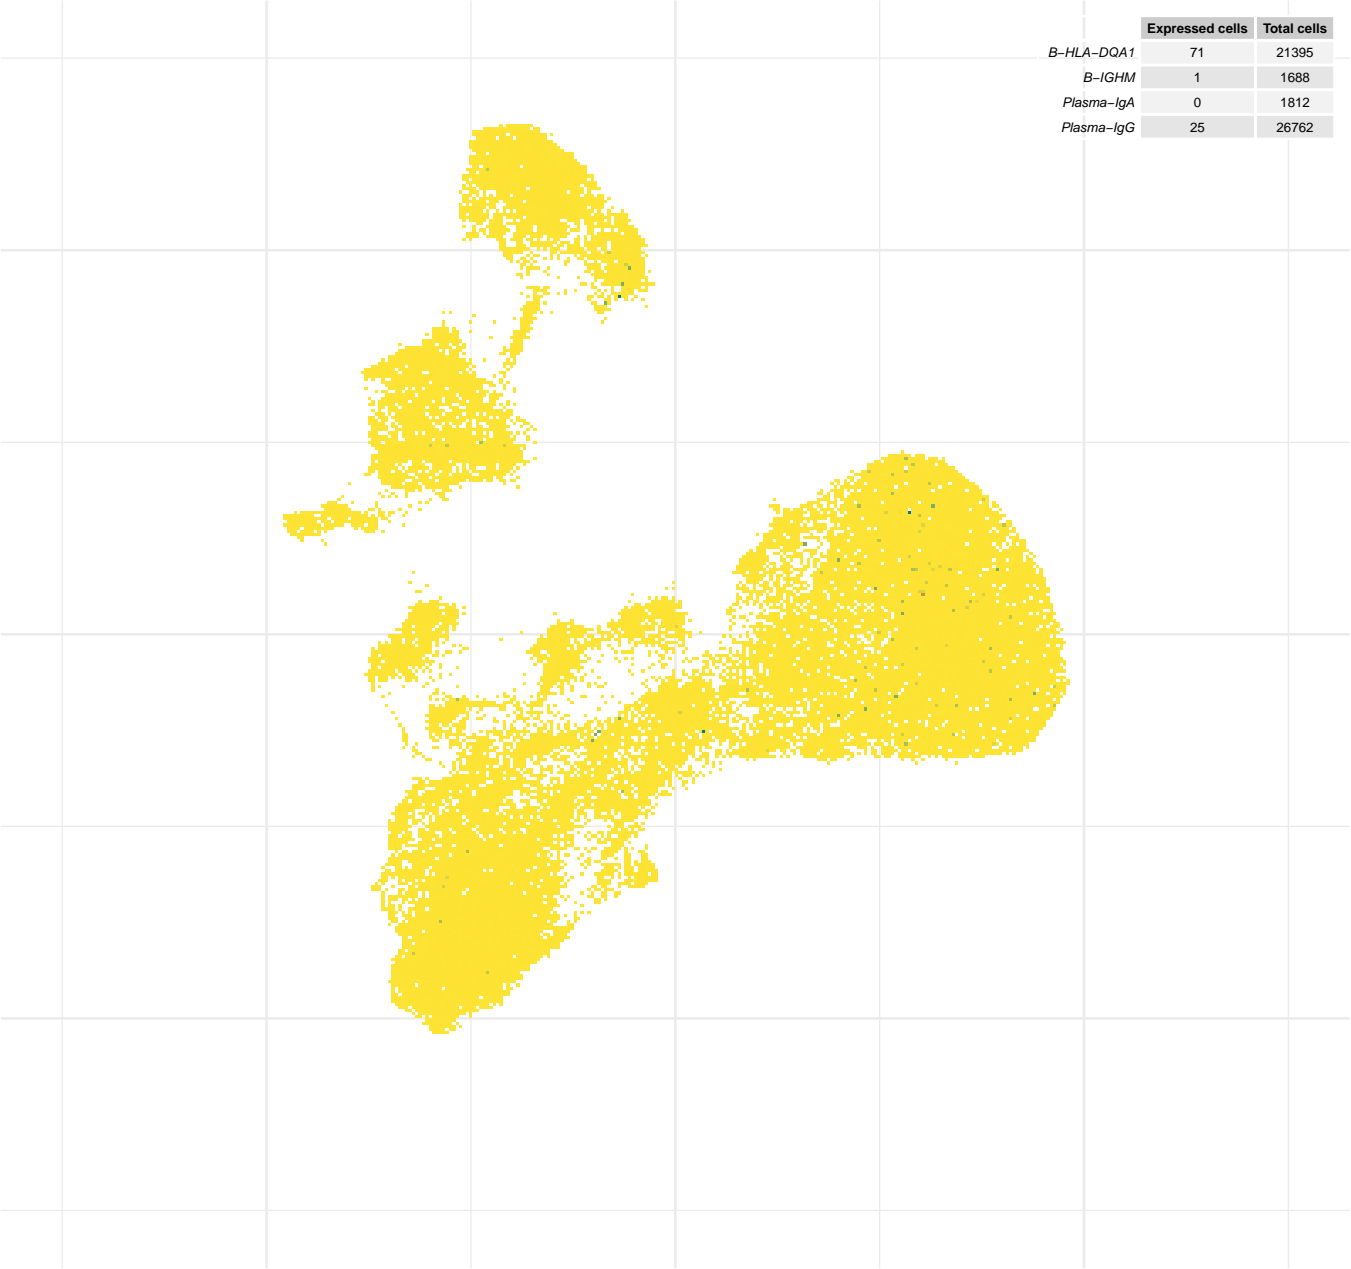 Expressed cells Total cells
B−HLA−DQA1 71 21395
B−IGHM 1 1688
Plasma−IgA 0 1812
Plasma−IgG 25 26762